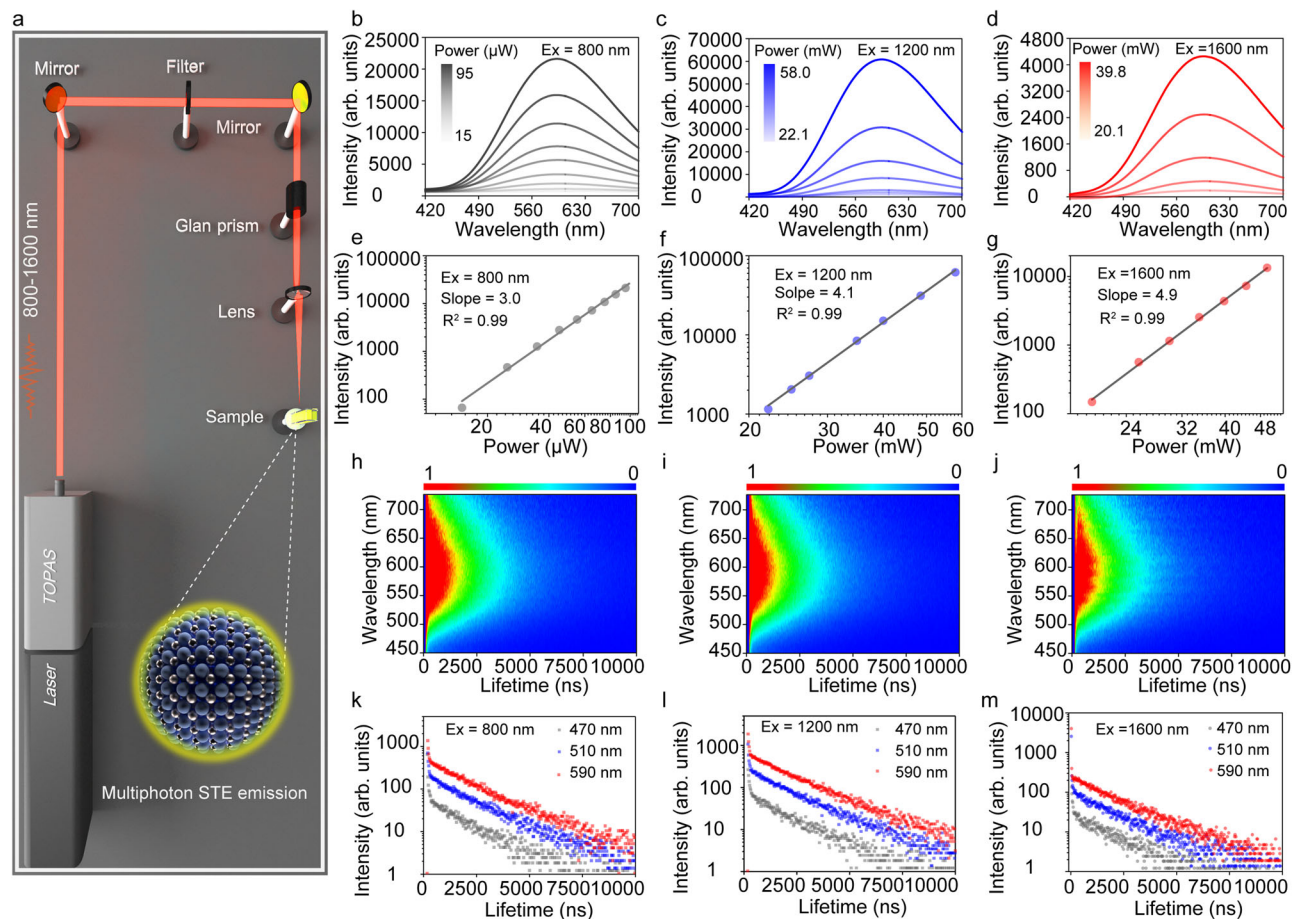 a
Mirror
Filter
Mirror
Glan prism
800-1600 nm
Lens
Sample
TOPAS
Laser
Multiphoton STE emission
b
Intensity (arb. units)
25000
20000
15000
10000
5000
0
Power (µW)
95
15
Ex = 800 nm
420 490 560 630 700
Wavelength (nm)
c
Intensity (arb. units)
70000
60000
50000
40000
30000
20000
10000
0
Power (mW)
58.0
22.1
Ex = 1200 nm
420 490 560 630 700
Wavelength (nm)
d
Intensity (arb. units)
4800
4000
3200
2400
1600
800
0
Power (mW)
39.8
20.1
Ex =1600 nm
420 490 560 630 700
Wavelength (nm)
e
Intensity (arb. units)
100000
10000
1000
100
Ex = 800 nm
Slope = 3.0
R² = 0.99
20 40 60 80 100
Power (µW)
f
Intensity (arb. units)
100000
10000
1000
Ex = 1200 nm
Solpe = 4.1
R² = 0.99
20 30 40 50 60
Power (mW)
g
Intensity (arb. units)
10000
1000
100
Ex =1600 nm
Slope = 4.9
R² = 0.99
24 32 40 48
Power (mW)
h
1 0
Wavelength (nm)
700
650
600
550
500
450
0 2500 5000 7500 10000
Lifetime (ns)
i
1 0
Wavelength (nm)
700
650
600
550
500
450
0 2500 5000 7500 10000
Lifetime (ns)
j
1 0
Wavelength (nm)
700
650
600
550
500
450
0 2500 5000 7500 10000
Lifetime (ns)
k
Intensity (arb. units)
1000
100
10
1
Ex = 800 nm
470 nm
510 nm
590 nm
0 2500 5000 7500 10000
Lifetime (ns)
l
Intensity (arb. units)
1000
100
10
1
Ex = 1200 nm
470 nm
510 nm
590 nm
0 2500 5000 7500 10000
Lifetime (ns)
m
Intensity (arb. units)
10000
1000
100
10
1
Ex =1600 nm
470 nm
510 nm
590 nm
0 2500 5000 7500 10000
Lifetime (ns)